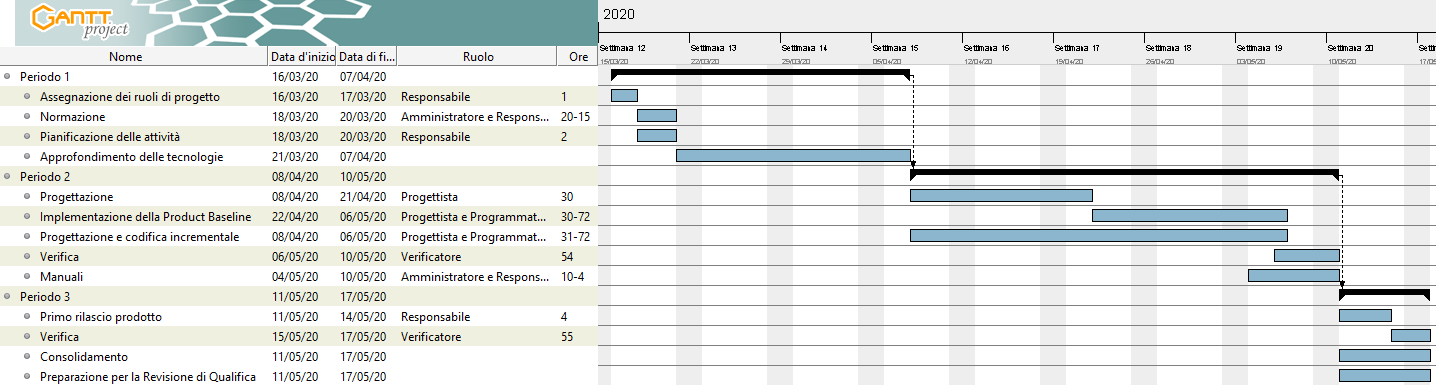 GANTT project
2020
Settimana 12 Settimana 13 Settimana 14 Settimana 15 Settimana 16 Settimana 17 Settimana 18 Settimana 19 Settimana 20
Nome Data d'inizio Data di fi... Ruolo Ore
15/03/20 22/03/20 29/03/20 05/04/20 12/04/20 19/04/20 26/04/20 03/05/20 10/05/20
Periodo 1 16/03/20 07/04/20
Assegnazione dei ruoli di progetto 16/03/20 17/03/20 Responsabile 1
Normazione 18/03/20 20/03/20 Amministratore e Respons... 20-15
Pianificazione delle attività 18/03/20 20/03/20 Responsabile 2
Approfondimento delle tecnologie 21/03/20 07/04/20
Periodo 2 08/04/20 10/05/20
Progettazione 08/04/20 21/04/20 Progettista 30
Implementazione della Product Baseline 22/04/20 06/05/20 Progettista e Programmat... 30-72
Progettazione e codifica incrementale 08/04/20 06/05/20 Progettista e Programmat... 31-72
Verifica 06/05/20 10/05/20 Verificatore 54
Manuali 04/05/20 10/05/20 Amministratore e Respons... 10-4
Periodo 3 11/05/20 17/05/20
Primo rilascio prodotto 11/05/20 14/05/20 Responsabile 4
Verifica 15/05/20 17/05/20 Verificatore 55
Consolidamento 11/05/20 17/05/20
Preparazione per la Revisione di Qualifica 11/05/20 17/05/20